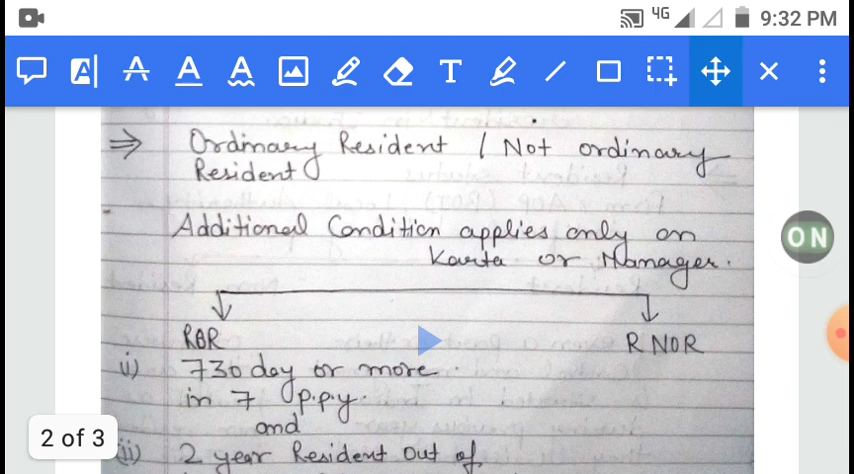 4G 9:32 PM
A A A A T
⇒ Ordinary Resident / Not ordinary
Resident
Additional Condition applies only on
Karta or Manager.
ROR RNOR
i) 730 day or more
in 7 p.p.y.
and
ii) 2 year Resident out of
2 of 3
ON